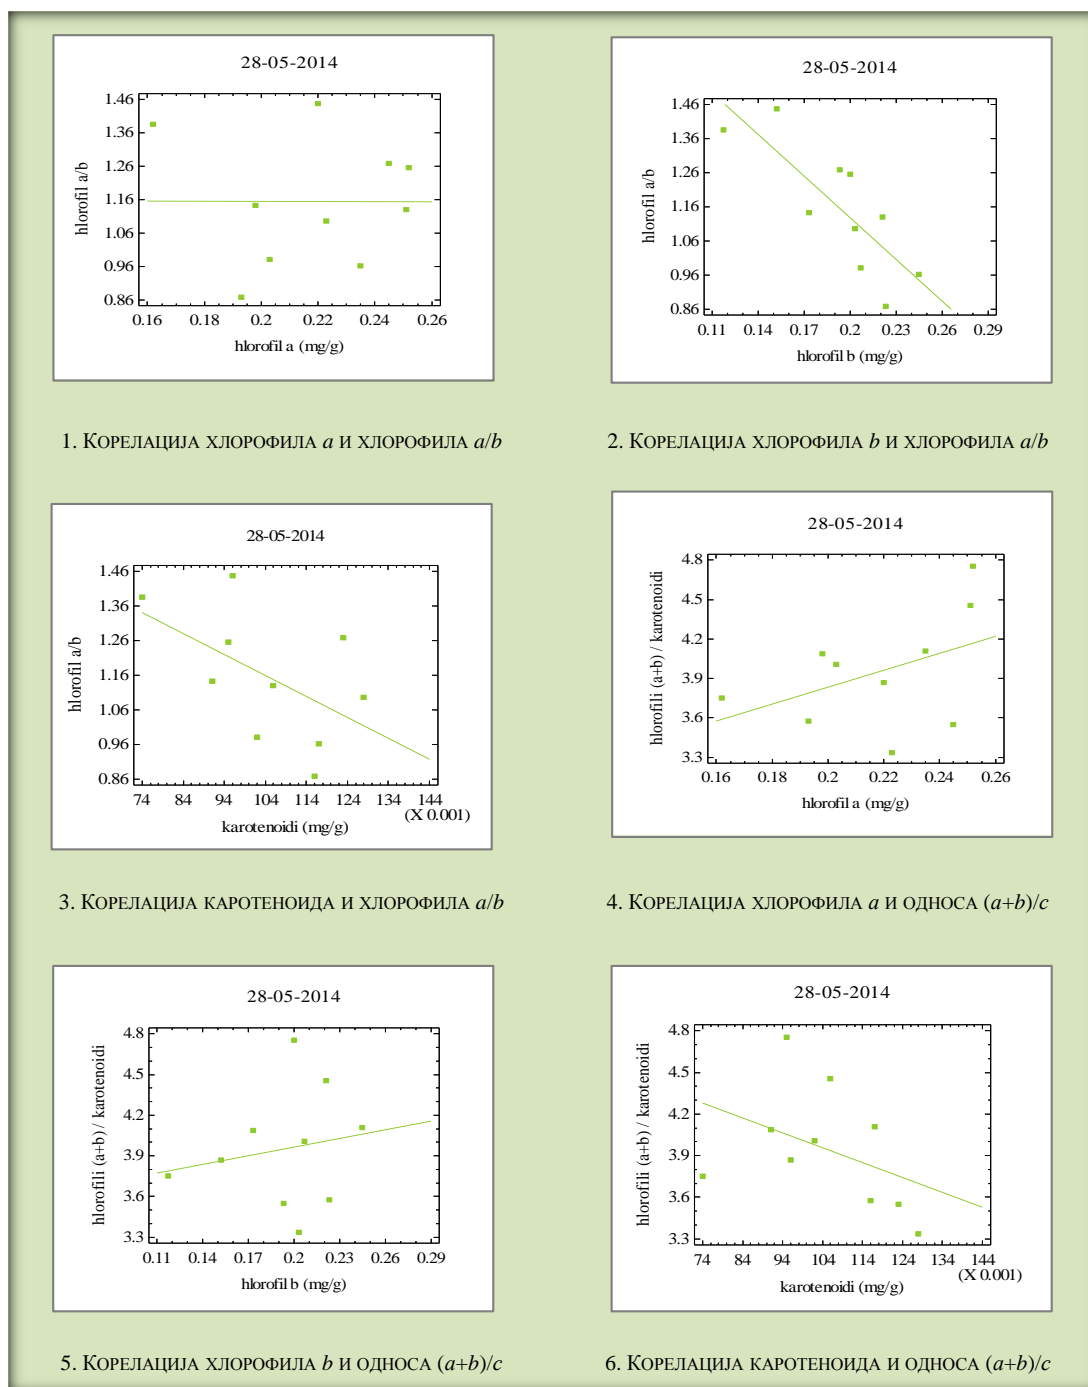 28-05-2014
hlorofil a/b
1.46
1.36
1.26
1.16
1.06
0.96
0.86
0.16 0.18 0.2 0.22 0.24 0.26
hlorofil a (mg/g)
1. Корелација хлорофила a и хлорофила a/b
28-05-2014
hlorofil a/b
1.46
1.36
1.26
1.16
1.06
0.96
0.86
0.11 0.14 0.17 0.2 0.23 0.26 0.29
hlorofil b (mg/g)
2. Корелација хлорофила b и хлорофила a/b
28-05-2014
hlorofil a/b
1.46
1.36
1.26
1.16
1.06
0.96
0.86
74 84 94 104 114 124 134 144
(X 0.001)
karotenoidi (mg/g)
3. Корелација каротеноида и хлорофила a/b
28-05-2014
hlorofili (a+b) / karotenoidi
4.8
4.5
4.2
3.9
3.6
3.3
0.16 0.18 0.2 0.22 0.24 0.26
hlorofil a (mg/g)
4. Корелација хлорофила a и односа (a+b)/c
28-05-2014
hlorofili (a+b) / karotenoidi
4.8
4.5
4.2
3.9
3.6
3.3
0.11 0.14 0.17 0.2 0.23 0.26 0.29
hlorofil b (mg/g)
5. Корелација хлорофила b и односа (a+b)/c
28-05-2014
hlorofili (a+b) / karotenoidi
4.8
4.5
4.2
3.9
3.6
3.3
74 84 94 104 114 124 134 144
(X 0.001)
karotenoidi (mg/g)
6. Корелација каротеноида и односа (a+b)/c